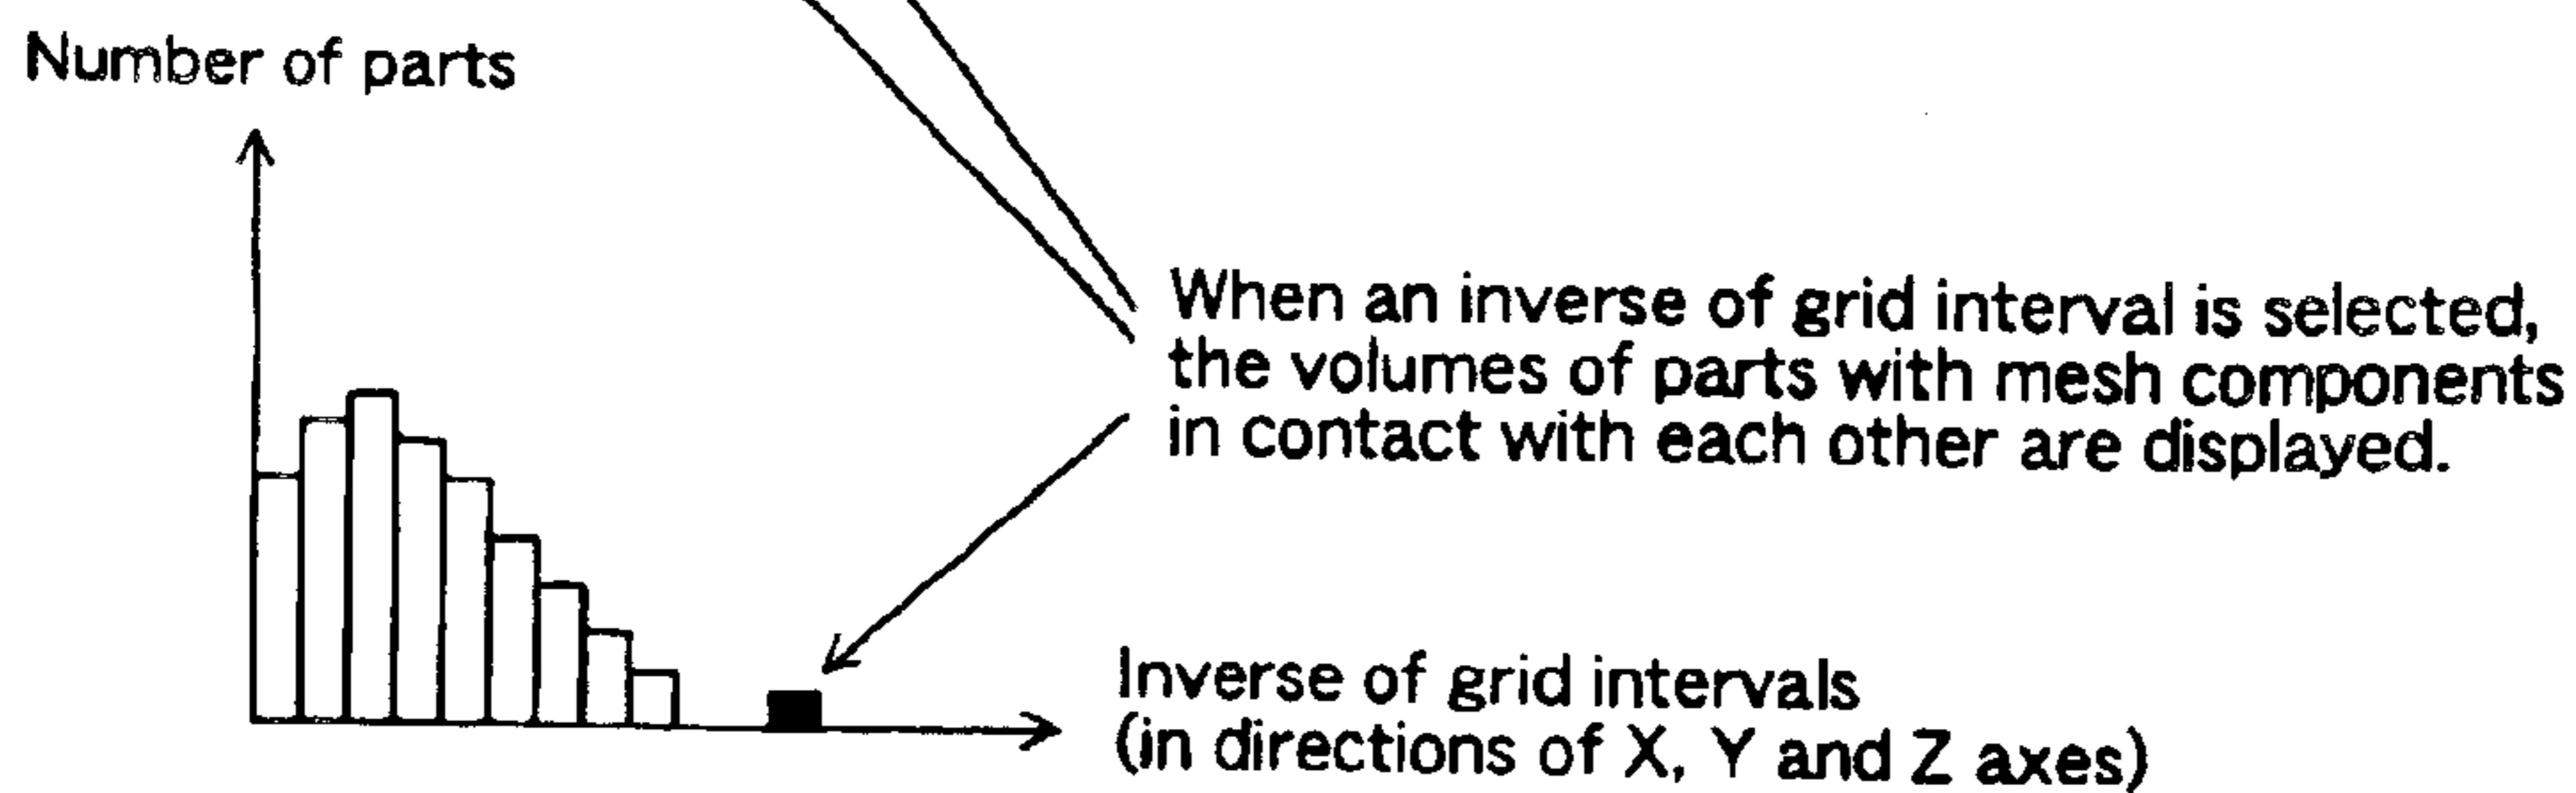 Number of parts
When an inverse of grid interval is selected,
the volumes of parts with mesh components
in contact with each other are displayed.
Inverse of grid intervals
(in directions of X, Y and Z axes)